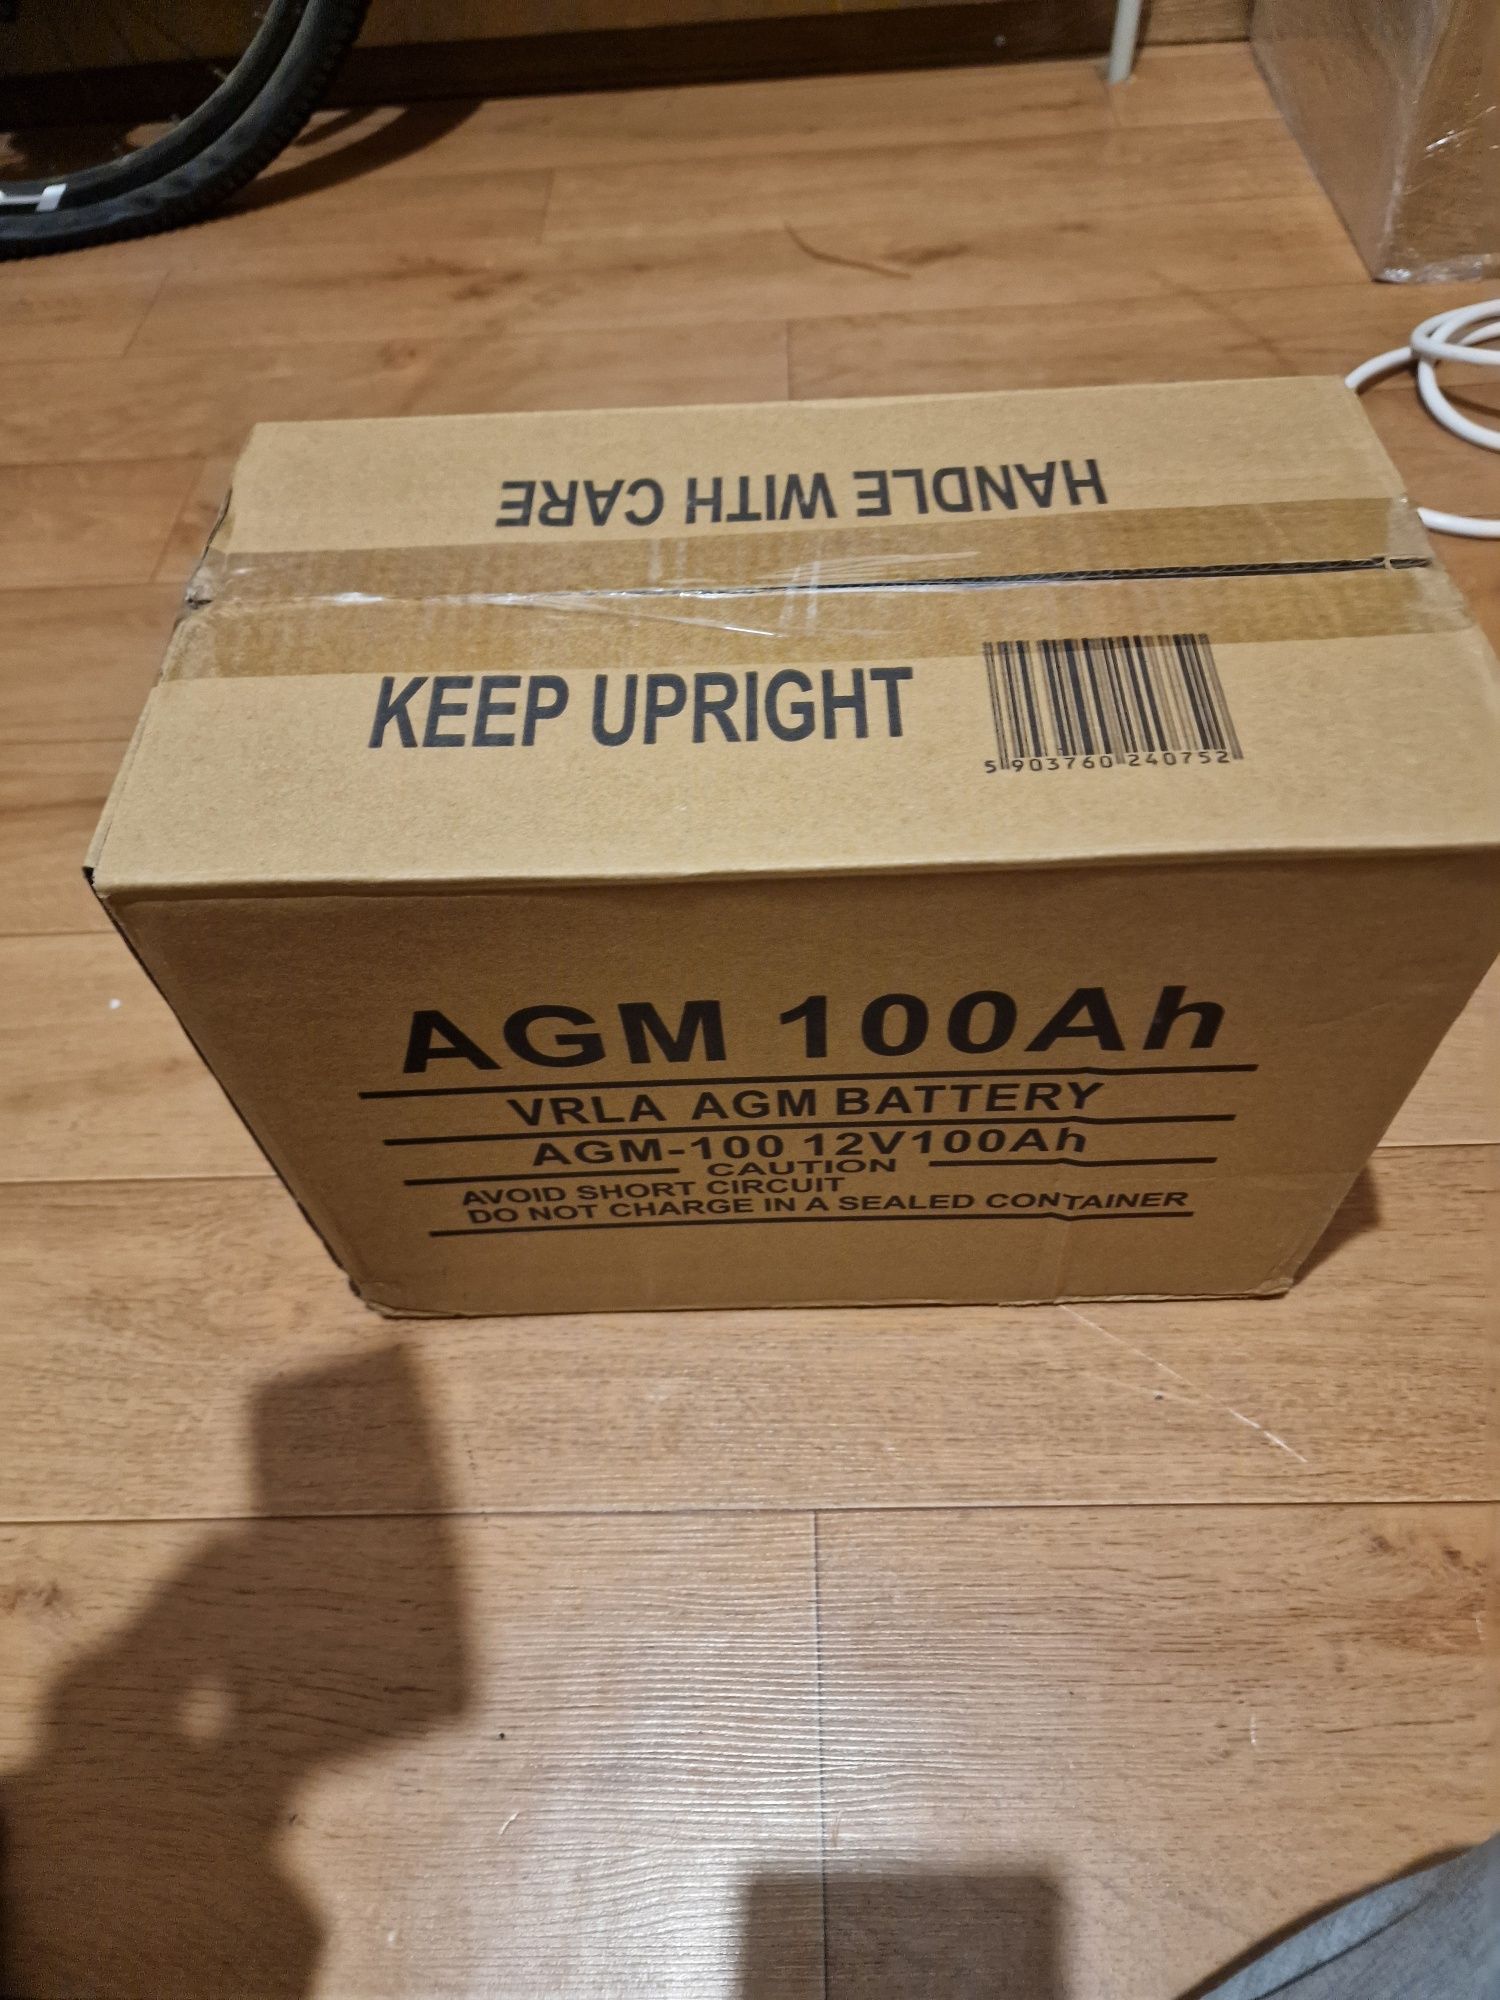 HANDLE WITH CARE
KEEP UPRIGHT
5 903760 240752
AGM 100Ah
VRLA AGM BATTERY
AGM-100 12V100Ah
CAUTION
AVOID SHORT CIRCUIT
DO NOT CHARGE IN A SEALED CONTAINER